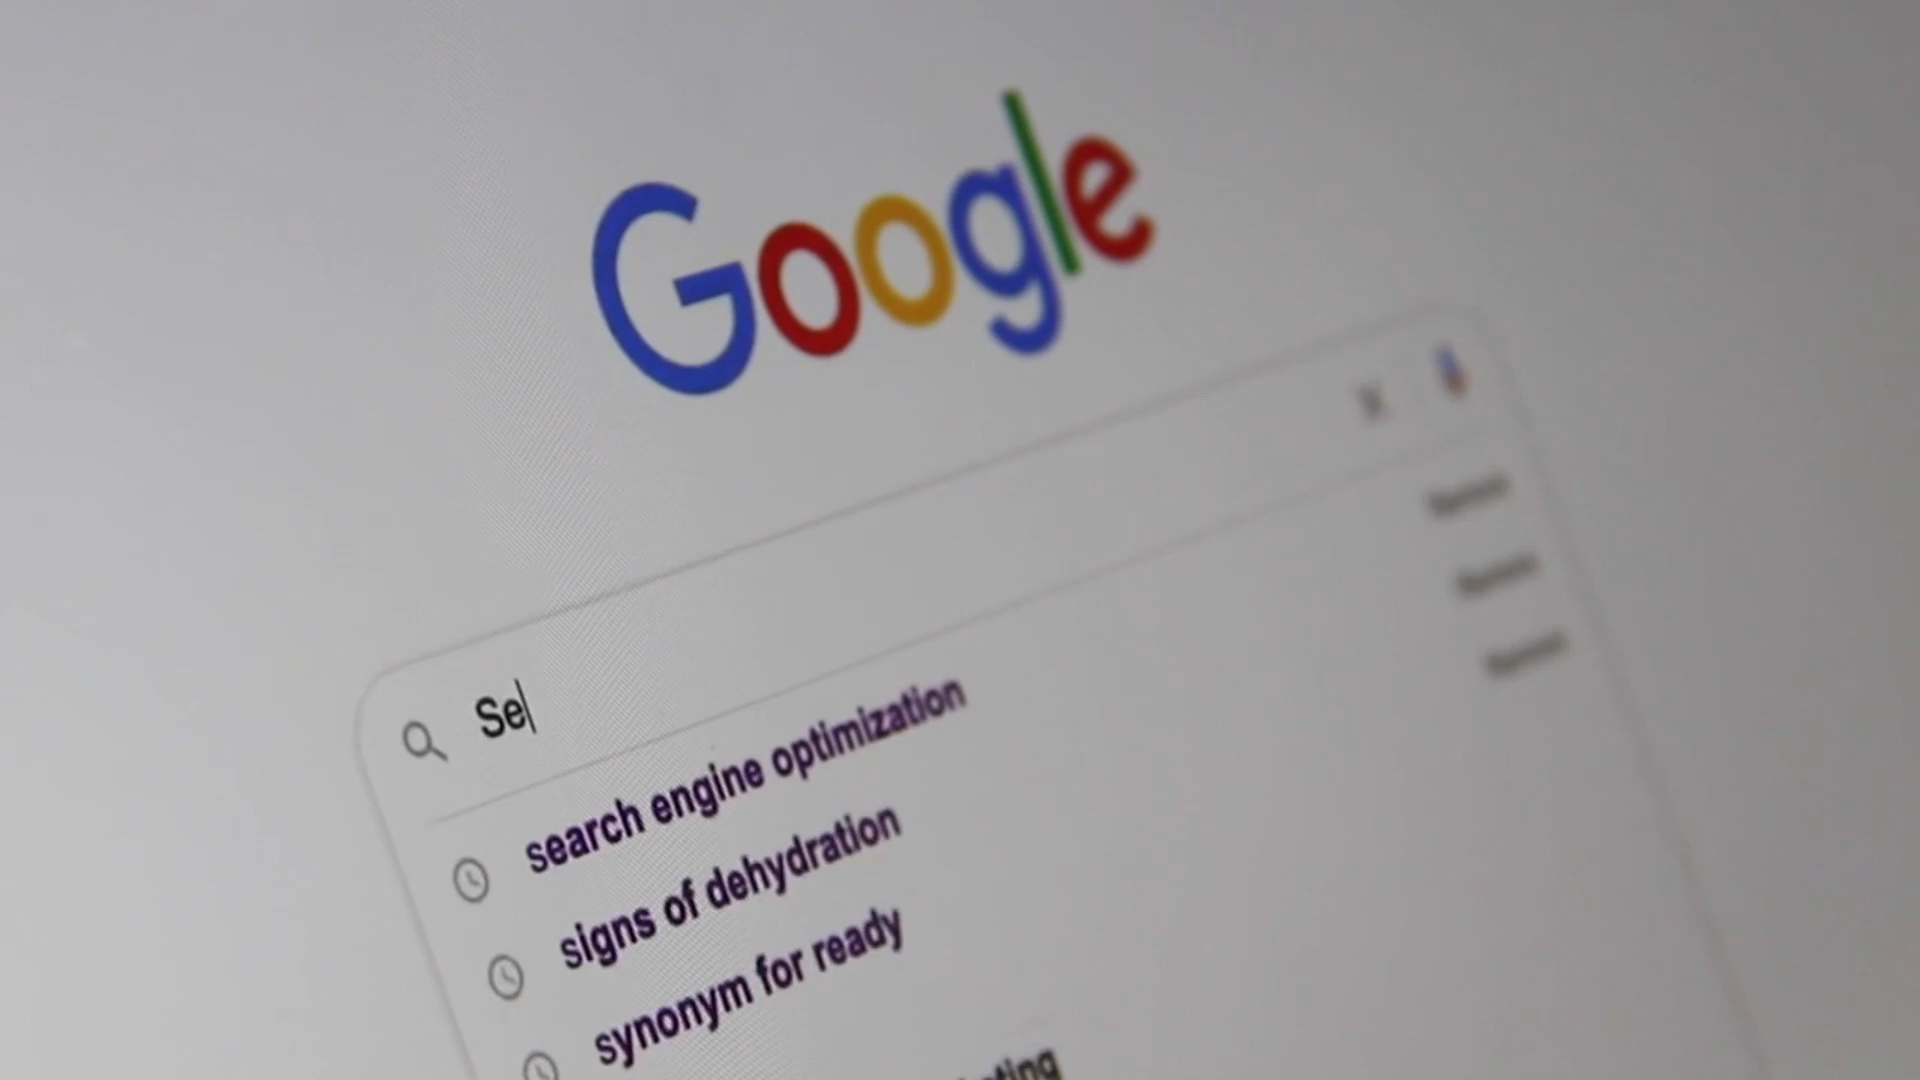 Google
Se
search engine optimization
signs of dehydration
synonym for ready